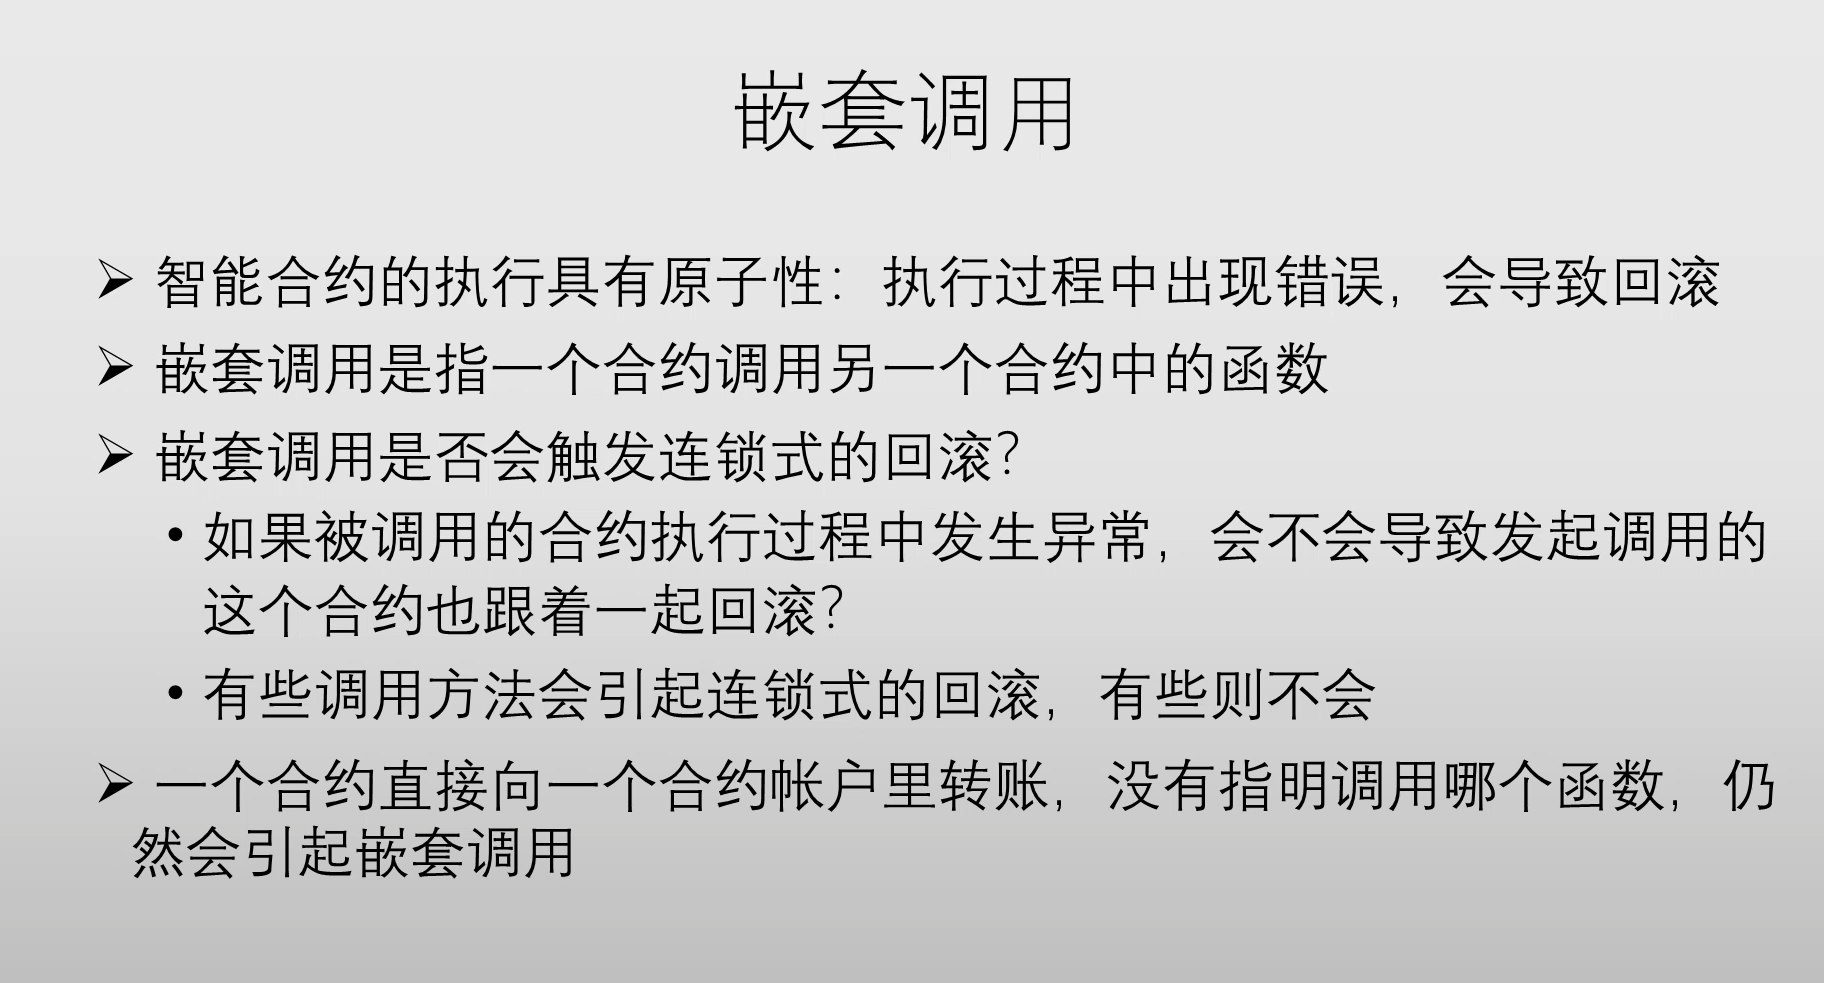 嵌套调用
➢ 智能合约的执行具有原子性：执行过程中出现错误，会导致回滚
➢ 嵌套调用是指一个合约调用另一个合约中的函数
➢ 嵌套调用是否会触发连锁式的回滚？
• 如果被调用的合约执行过程中发生异常，会不会导致发起调用的
这个合约也跟着一起回滚？
• 有些调用方法会引起连锁式的回滚，有些则不会
➢ 一个合约直接向一个合约帐户里转账，没有指明调用哪个函数，仍
然会引起嵌套调用